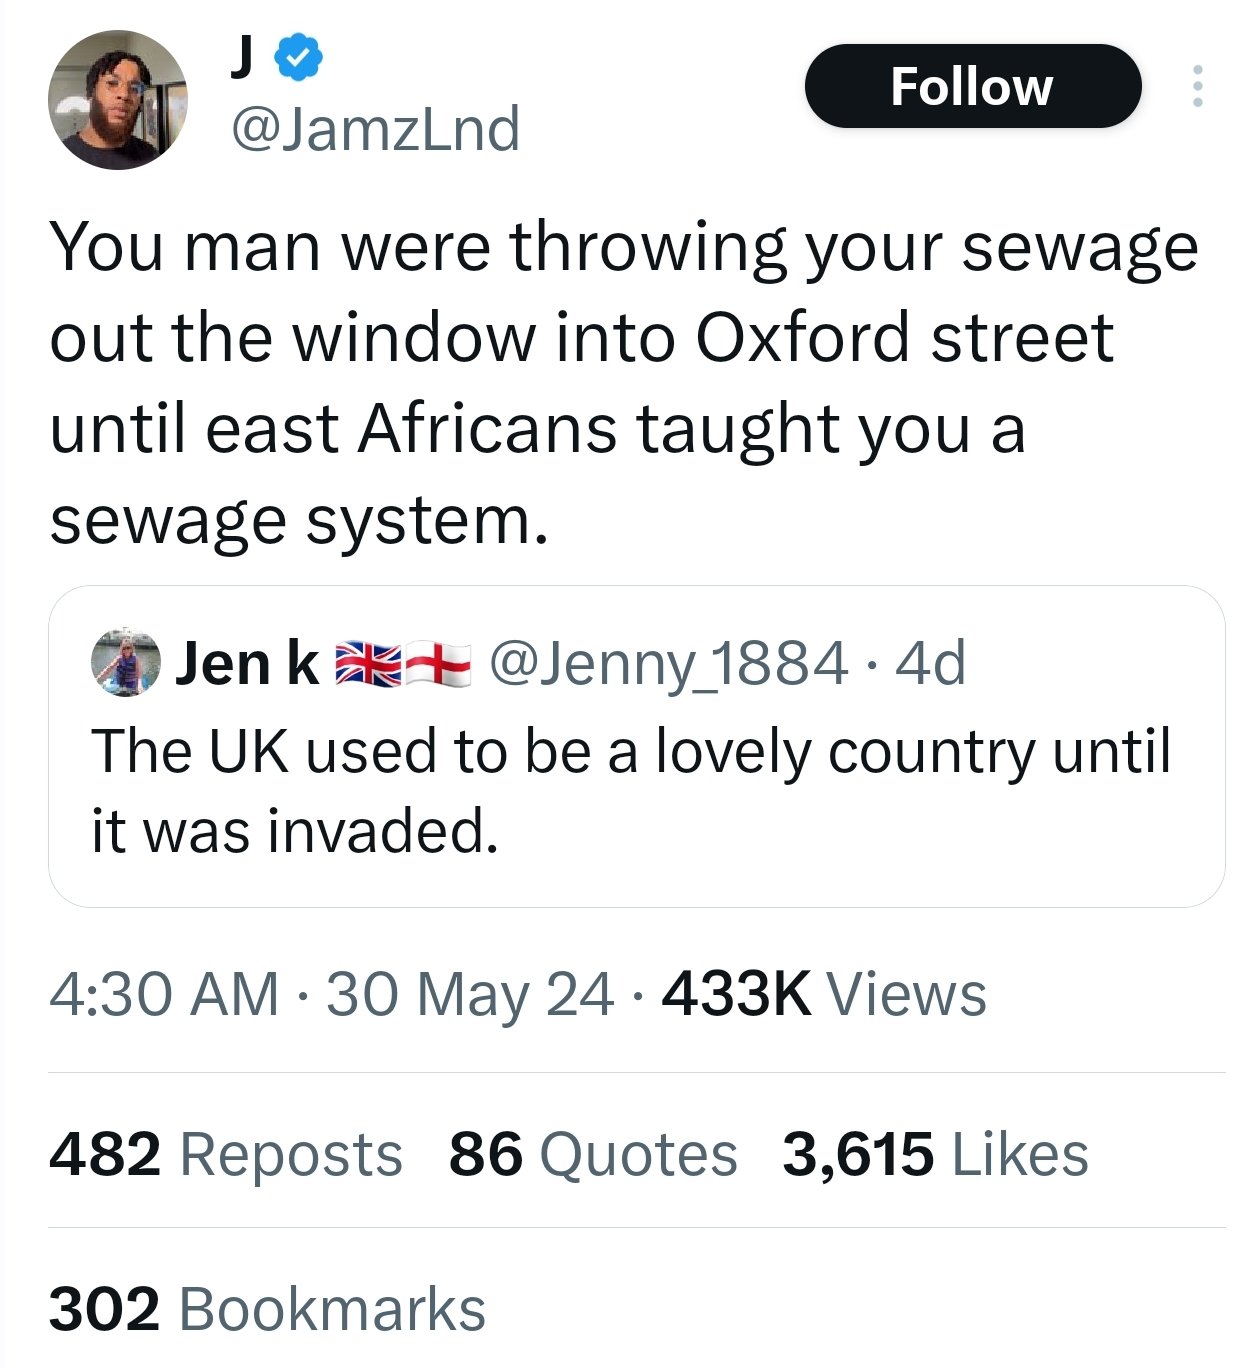 J
@JamzLnd
Follow
You man were throwing your sewage
out the window into Oxford street
until east Africans taught you a
sewage system.
Jen k 🇬🇧🏴󠁧󠁢󠁥󠁮󠁧󠁿 @Jenny_1884 · 4d
The UK used to be a lovely country until
it was invaded.
4:30 AM · 30 May 24 · 433K Views
482 Reposts 86 Quotes 3,615 Likes
302 Bookmarks